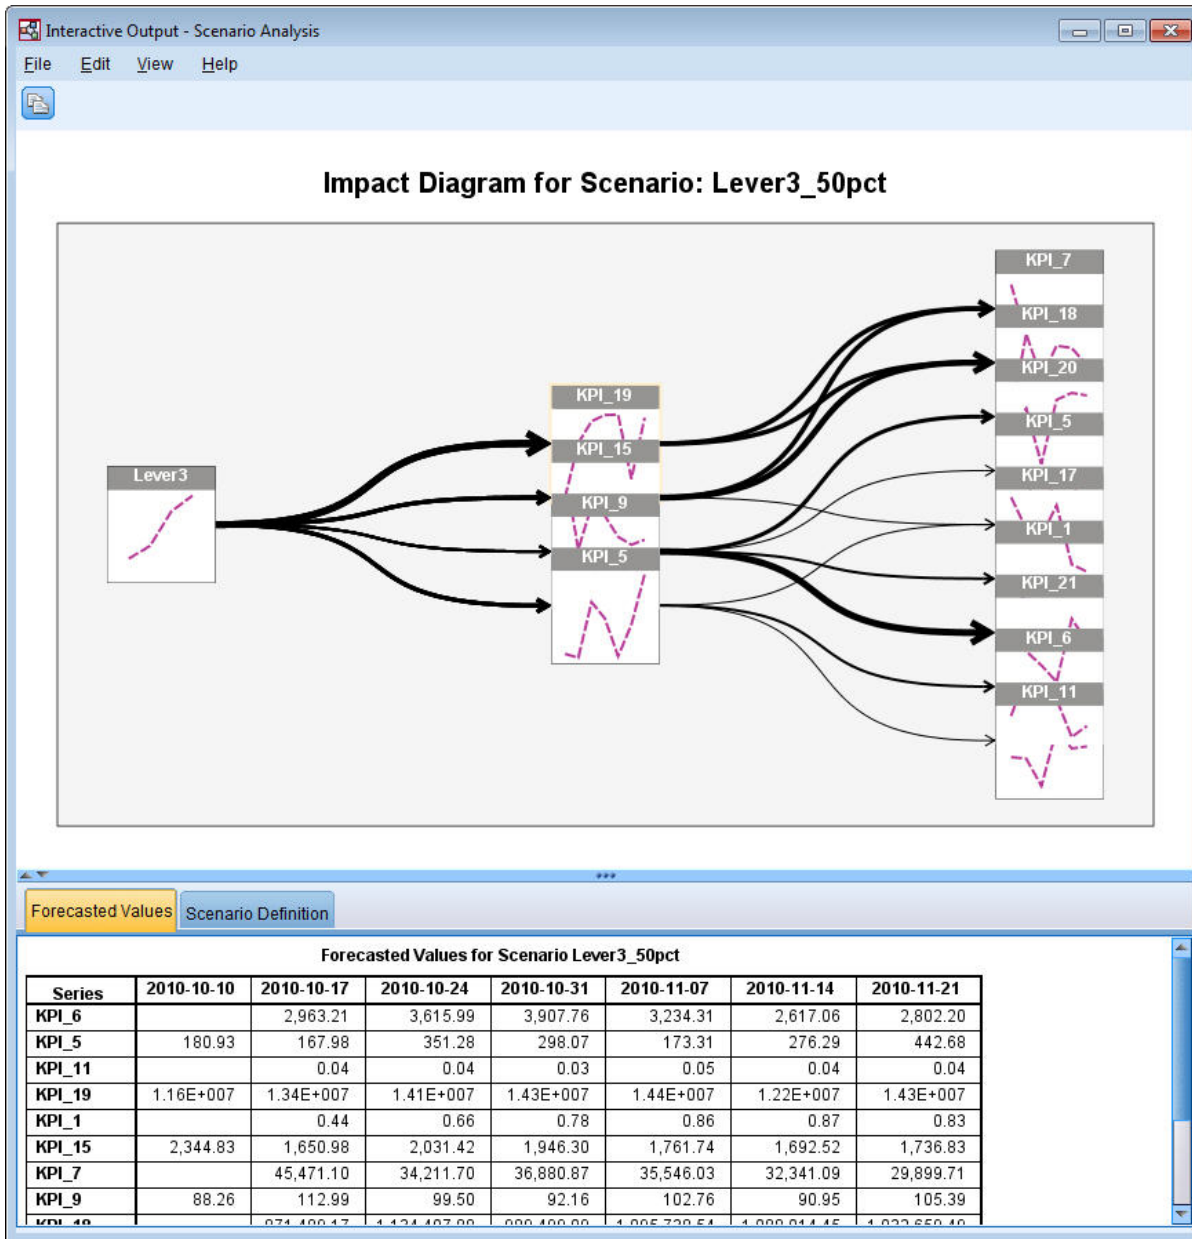 Interactive Output - Scenario Analysis
File Edit View Help
Impact Diagram for Scenario: Lever3_50pct
Lever3
KPI_19
KPI_15
KPI_9
KPI_5
KPI_7
KPI_18
KPI_20
KPI_5
KPI_17
KPI_1
KPI_21
KPI_6
KPI_11
Forecasted Values Scenario Definition
Forecasted Values for Scenario Lever3_50pct
Series 2010-10-10 2010-10-17 2010-10-24 2010-10-31 2010-11-07 2010-11-14 2010-11-21
KPI_6 2,963.21 3,615.99 3,907.76 3,234.31 2,617.06 2,802.20
KPI_5 180.93 167.98 351.28 298.07 173.31 276.29 442.68
KPI_11 0.04 0.04 0.03 0.05 0.04 0.04
KPI_19 1.16E+007 1.34E+007 1.41E+007 1.43E+007 1.44E+007 1.22E+007 1.43E+007
KPI_1 0.44 0.66 0.78 0.86 0.87 0.83
KPI_15 2,344.83 1,650.98 2,031.42 1,946.30 1,761.74 1,692.52 1,736.83
KPI_7 45,471.10 34,211.70 36,880.87 35,546.03 32,341.09 29,899.71
KPI_9 88.26 112.99 99.50 92.16 102.76 90.95 105.39
KPI_18